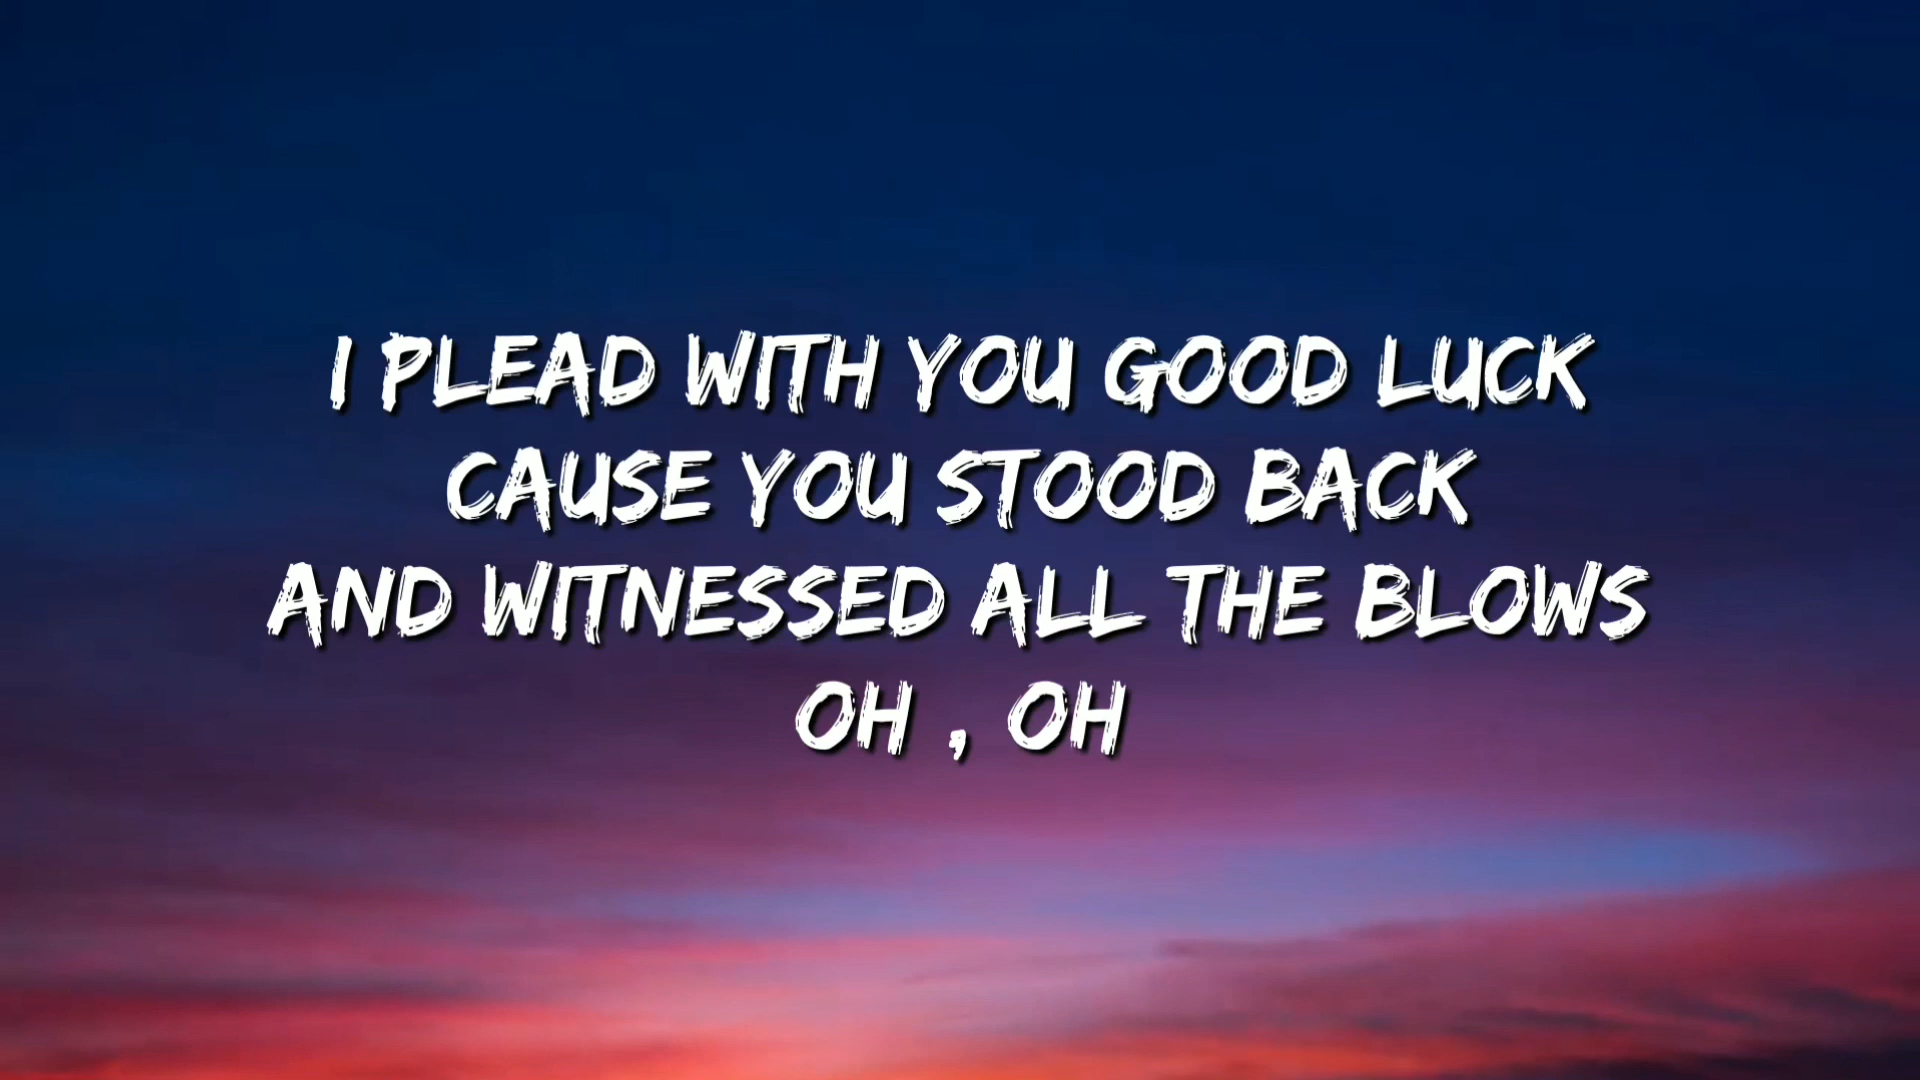 I PLEAD WITH YOU GOOD LUCK
CAUSE YOU STOOD BACK
AND WITNESSED ALL THE BLOWS
OH , OH